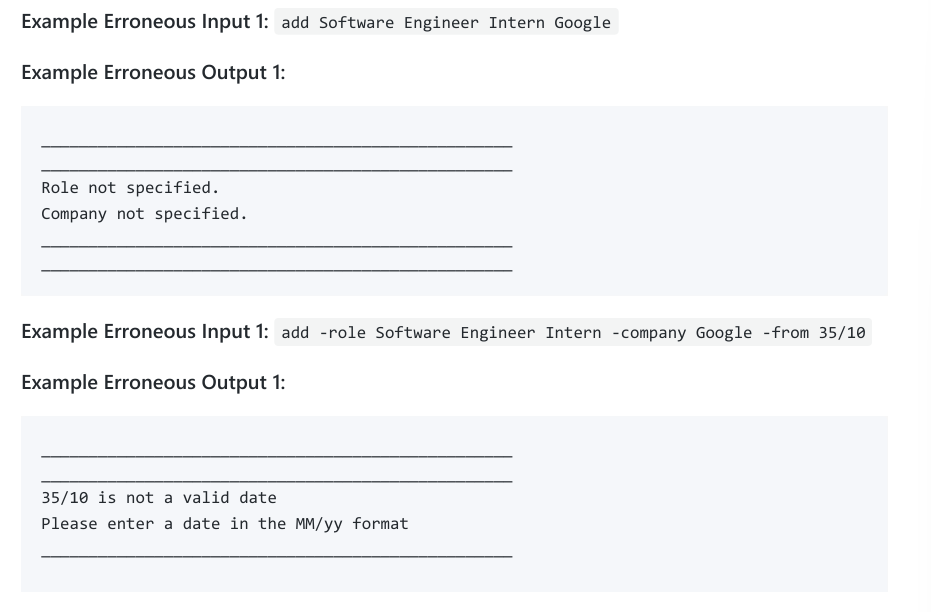 Example Erroneous Input 1: add Software Engineer Intern Google
Example Erroneous Output 1:
__________________________________________________
__________________________________________________
Role not specified.
Company not specified.
__________________________________________________
__________________________________________________
Example Erroneous Input 1: add -role Software Engineer Intern -company Google -from 35/10
Example Erroneous Output 1:
__________________________________________________
__________________________________________________
35/10 is not a valid date
Please enter a date in the MM/yy format
__________________________________________________